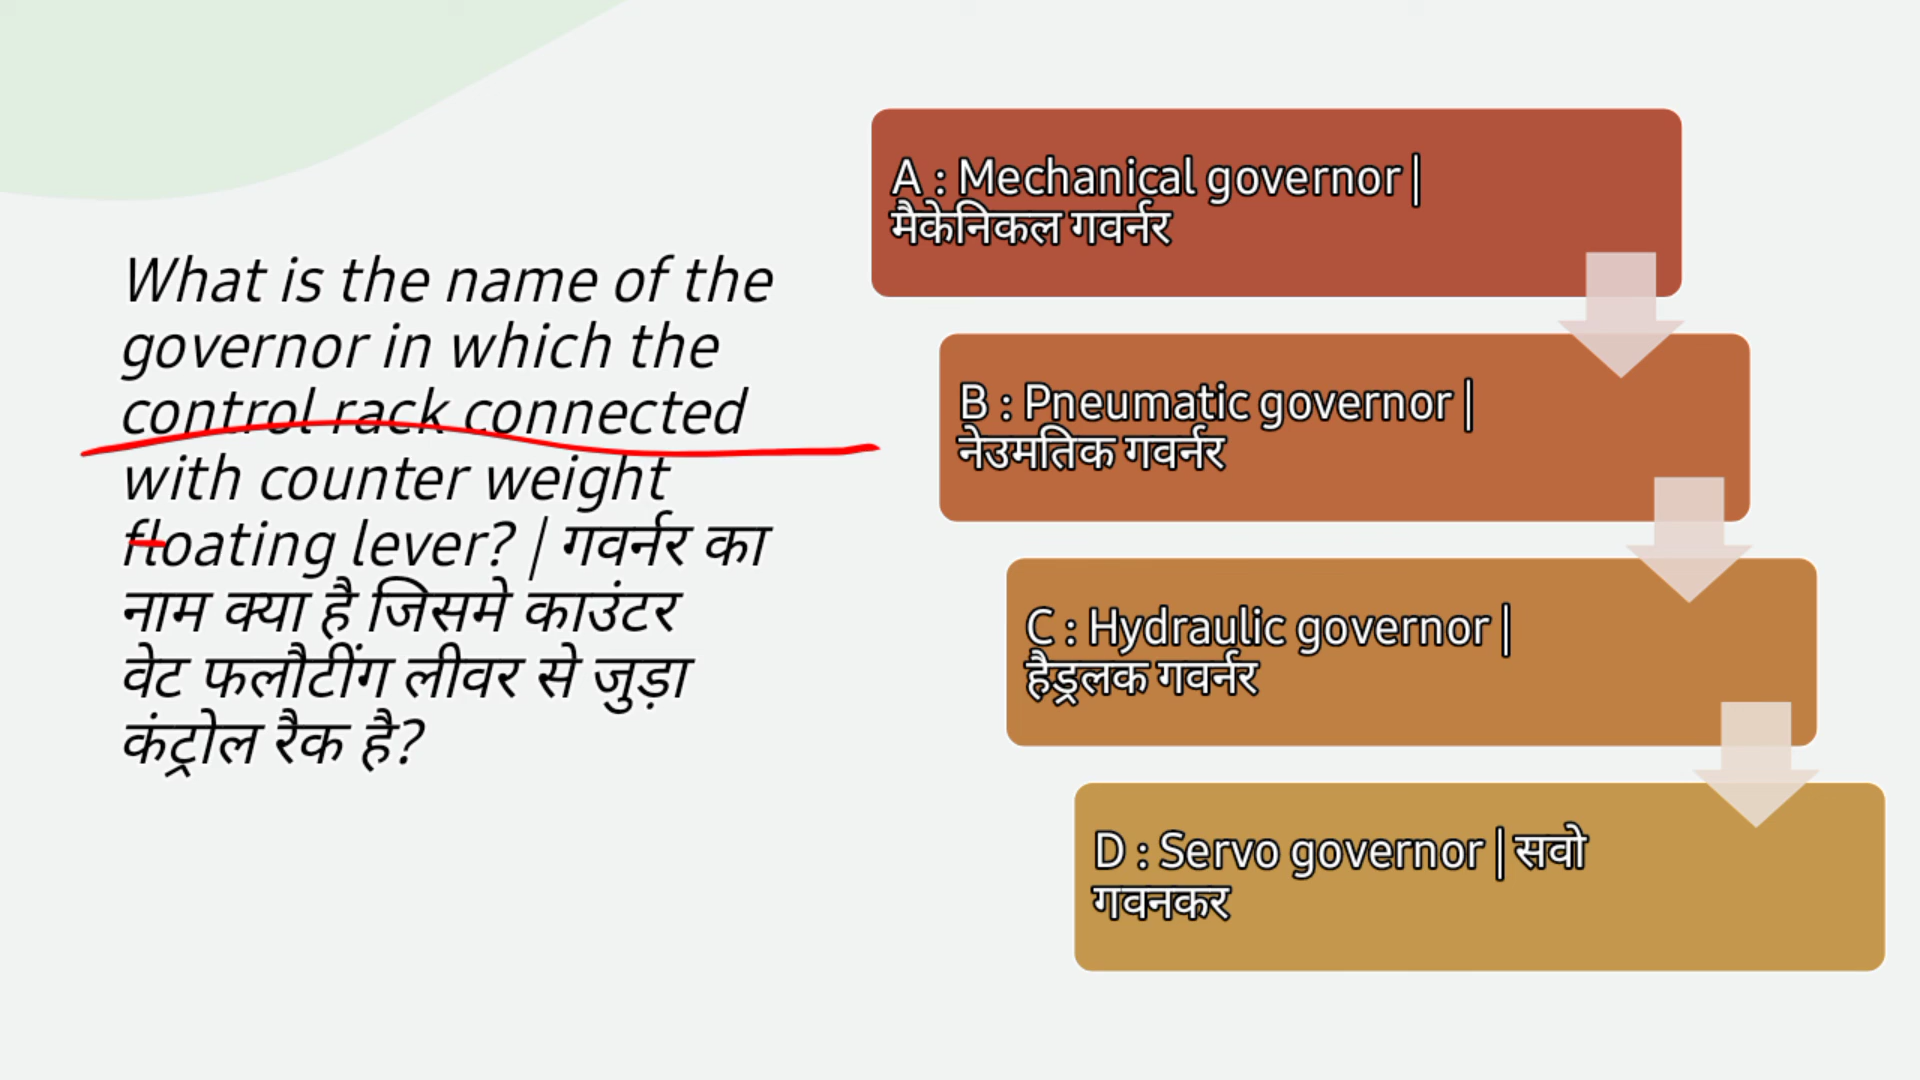 What is the name of the
governor in which the
control rack connected
with counter weight
floating lever? | गवर्नर का
नाम क्या है जिसमे काउंटर
वेट फलौटींग लीवर से जुड़ा
कंट्रोल रैक है?
A : Mechanical governor |
मैकेनिकल गवर्नर
B : Pneumatic governor |
नेउमतिक गवर्नर
C : Hydraulic governor |
हैड्रलक गवर्नर
D : Servo governor | सवो
गवनकर